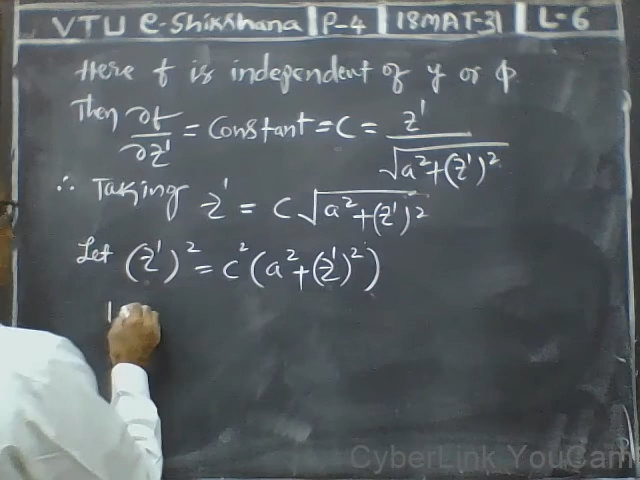 VTU e-Shikshana | P-4 | 18MAT-31 | L-6
Here f is independent of y or φ
Then ∂f/∂z' = Constant = C = z'/√(a²+(z')²)
∴ Taking z' = C√(a²+(z')²)
Let (z')² = c²(a²+(z')²)
CyberLink YouCam